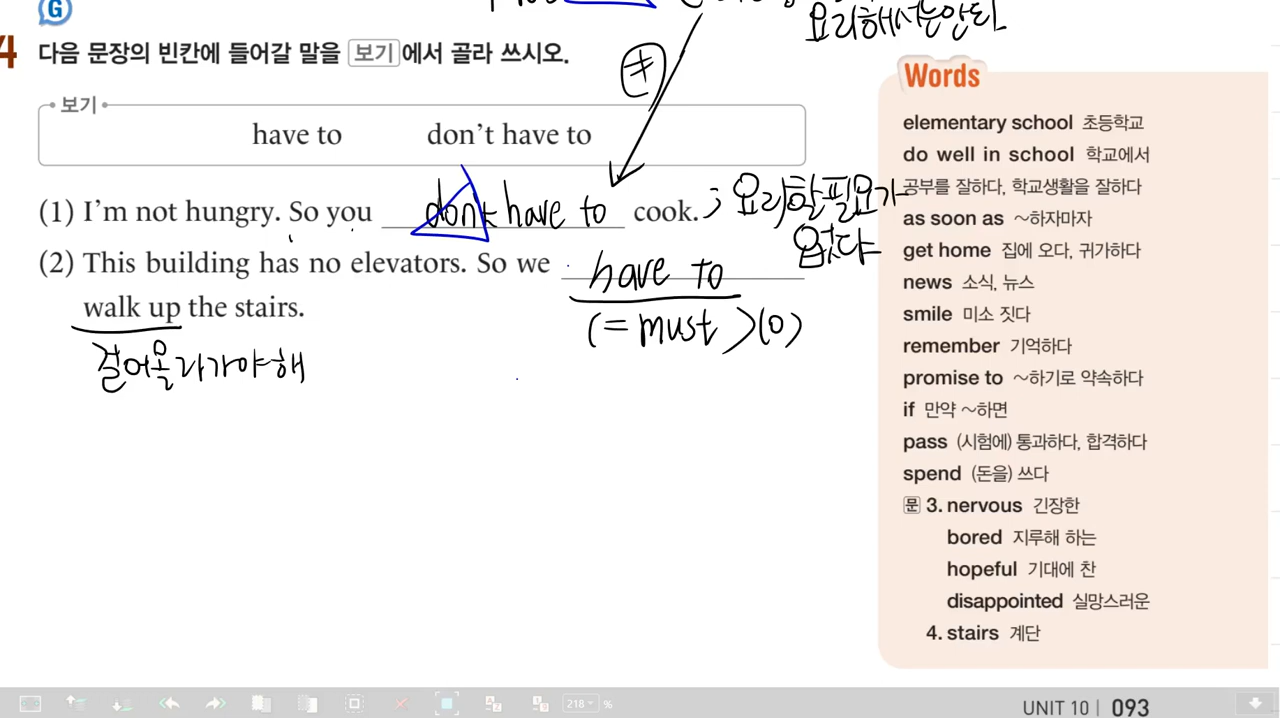 G
요리해서는안돼
4 다음 문장의 빈칸에 들어갈 말을 보기 에서 골라 쓰시오.
보기
have to don't have to
(1) I'm not hungry. So you don't have to cook. ; 요리할 필요가
없다
(2) This building has no elevators. So we have to
walk up the stairs.
(= must >(0)
걸어올라가야해
Words
elementary school 초등학교
do well in school 학교에서
공부를 잘하다, 학교생활을 잘하다
as soon as ~하자마자
get home 집에 오다, 귀가하다
news 소식, 뉴스
smile 미소 짓다
remember 기억하다
promise to ~하기로 약속하다
if 만약 ~하면
pass (시험에) 통과하다, 합격하다
spend (돈을) 쓰다
문 3. nervous 긴장한
bored 지루해 하는
hopeful 기대에 찬
disappointed 실망스러운
4. stairs 계단
218 %
UNIT 10 | 093